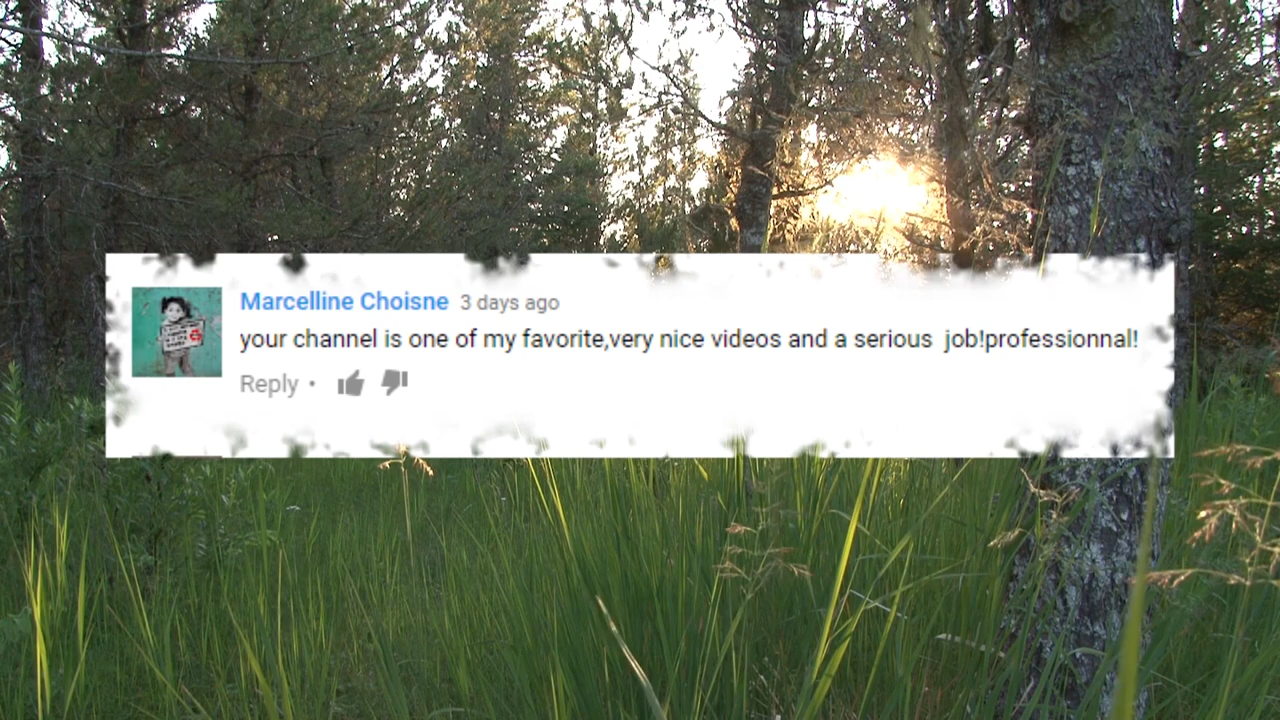 Marcelline Choisne 3 days ago
your channel is one of my favorite,very nice videos and a serious  job!professionnal!
Reply •